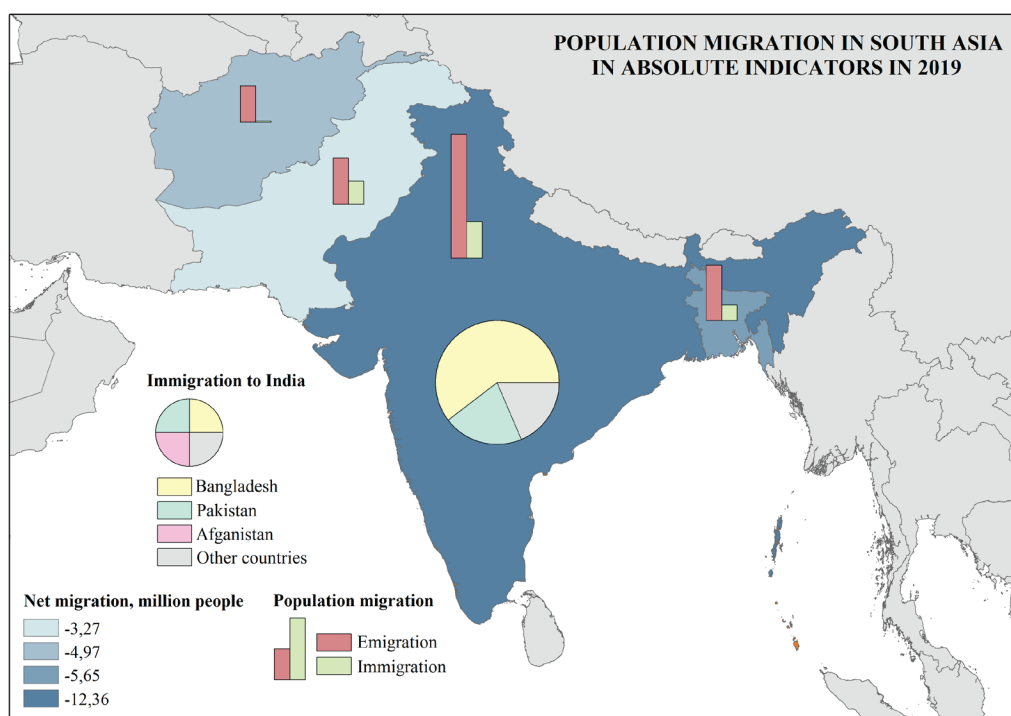 POPULATION MIGRATION IN SOUTH ASIA
IN ABSOLUTE INDICATORS IN 2019
Immigration to India
Bangladesh
Pakistan
Afganistan
Other countries
Net migration, million people
-3,27
-4,97
-5,65
-12,36
Population migration
Emigration
Immigration